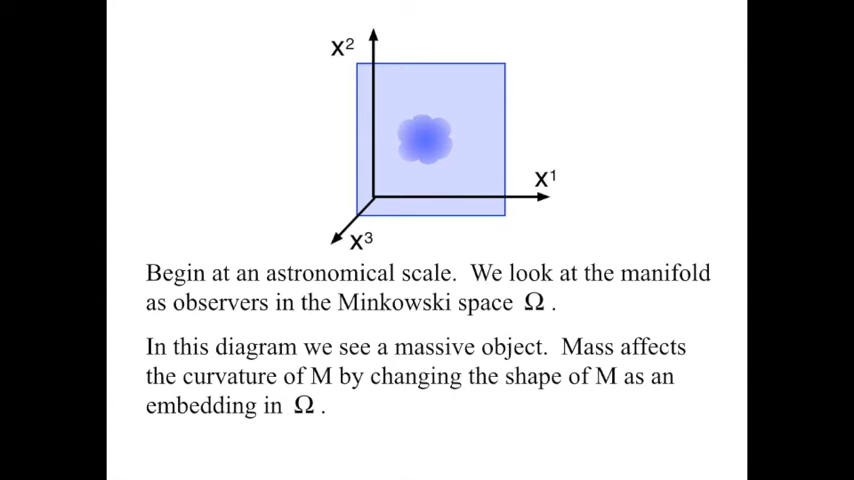 X²
X¹
X³
Begin at an astronomical scale. We look at the manifold
as observers in the Minkowski space Ω .
In this diagram we see a massive object. Mass affects
the curvature of M by changing the shape of M as an
embedding in Ω .